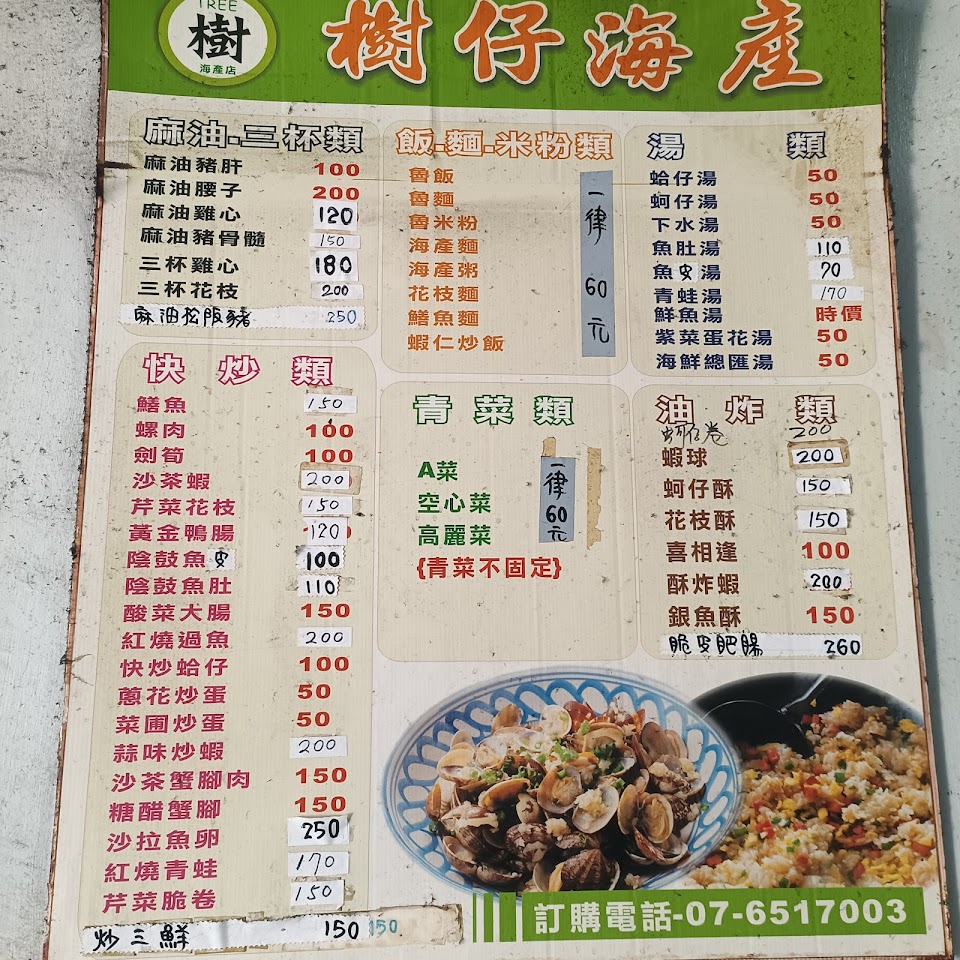 TREE
樹
海產店
樹仔海產
麻油-三杯類
麻油豬肝 100
麻油腰子 200
麻油雞心 120
麻油豬骨髓 150
三杯雞心 180
三杯花枝 200
麻油松阪豬 250
飯-麵-米粉類
魯飯
魯麵
魯米粉
海產麵
海產粥
花枝麵
鱔魚麵
蝦仁炒飯
一律60元
湯類
蛤仔湯 50
蚵仔湯 50
下水湯 50
魚肚湯 110
魚皮湯 70
青蛙湯 170
鮮魚湯 時價
紫菜蛋花湯 50
海鮮總匯湯 50
快炒類
鱔魚 150
螺肉 100
劍筍 100
沙茶蝦 200
芹菜花枝 150
黃金鴨腸 120
陰鼓魚皮 100
陰鼓魚肚 110
酸菜大腸 150
紅燒過魚 200
快炒蛤仔 100
蔥花炒蛋 50
菜圃炒蛋 50
蒜味炒蝦 200
沙茶蟹腳肉 150
糖醋蟹腳 150
沙拉魚卵 250
紅燒青蛙 170
芹菜脆卷 150
炒三鮮 150 150
青菜類
A菜
空心菜
高麗菜
一律60元
{青菜不固定}
油炸類
蚵仔卷 200
蝦球 200
蚵仔酥 150
花枝酥 150
喜相逢 100
酥炸蝦 200
銀魚酥 150
脆皮肥腸 260
訂購電話-07-6517003